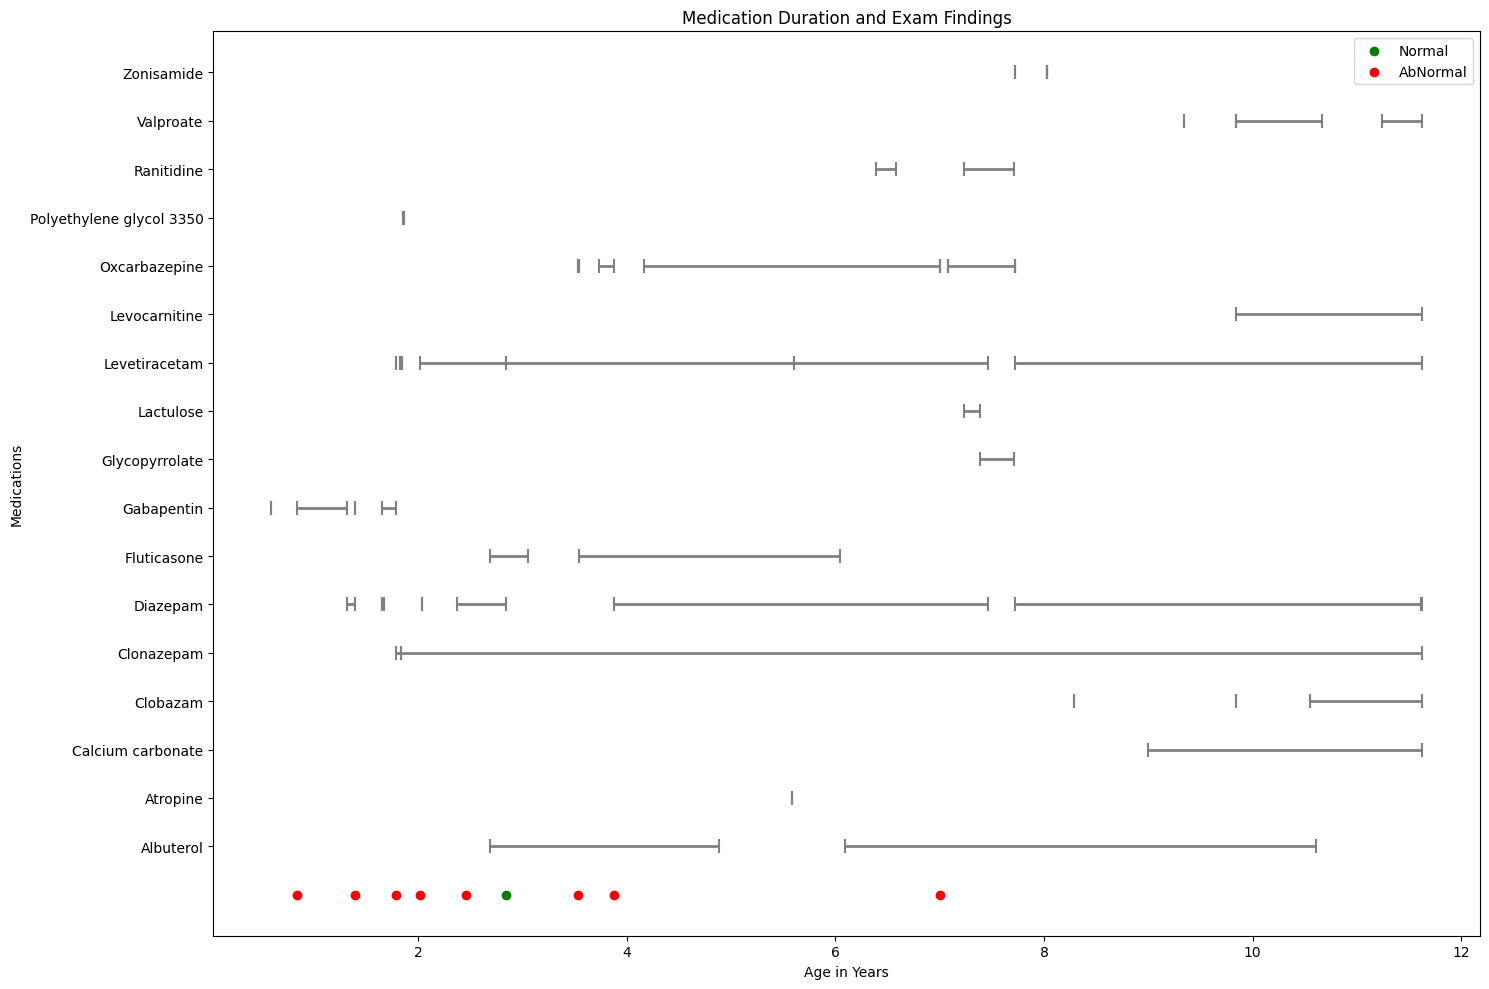 Medication Duration and Exam Findings
Normal
AbNormal
Zonisamide
Valproate
Ranitidine
Polyethylene glycol 3350
Oxcarbazepine
Levocarnitine
Levetiracetam
Lactulose
Glycopyrrolate
Gabapentin
Fluticasone
Diazepam
Clonazepam
Clobazam
Calcium carbonate
Atropine
Albuterol
Medications
2 4 6 8 10 12
Age in Years